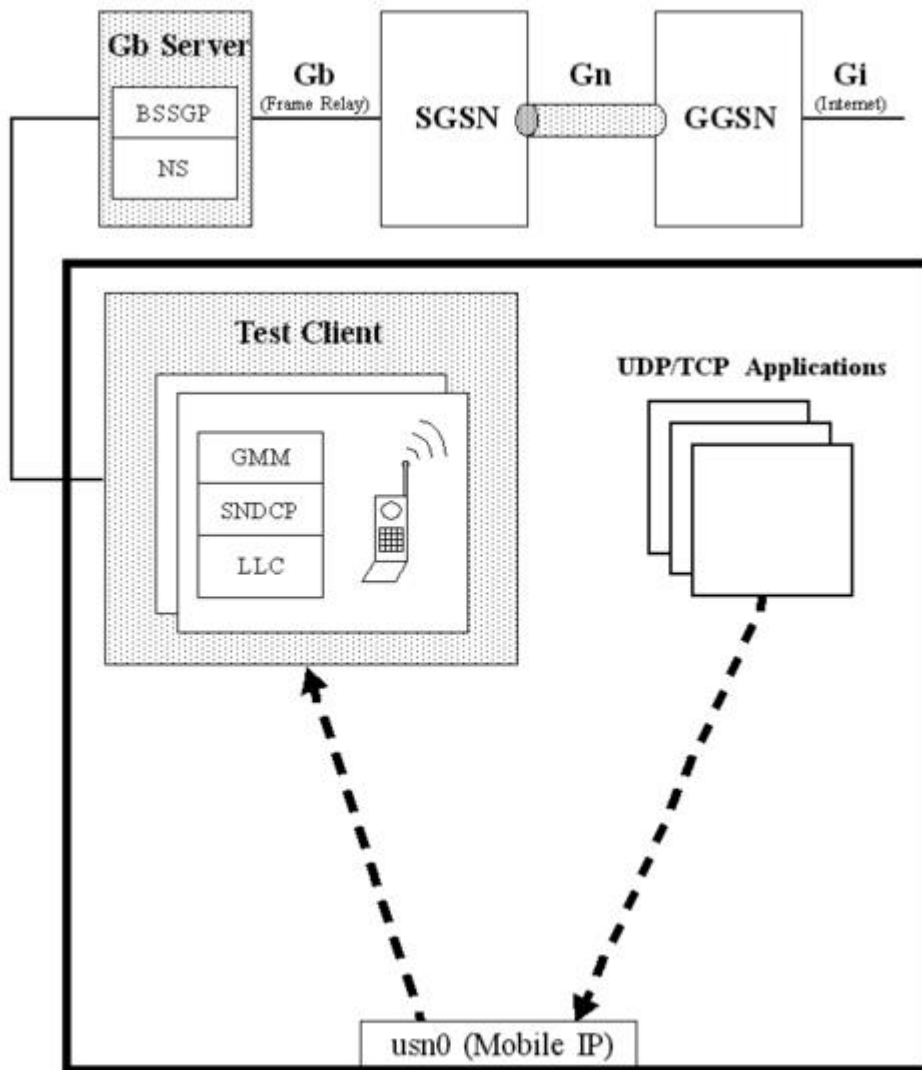 Gb Server
BSSGP
NS
Gb
(Frame Relay)
SGSN
Gn
GGSN
Gi
(Internet)
Test Client
GMM
SNDCP
LLC
UDP/TCP Applications
usn0 (Mobile IP)